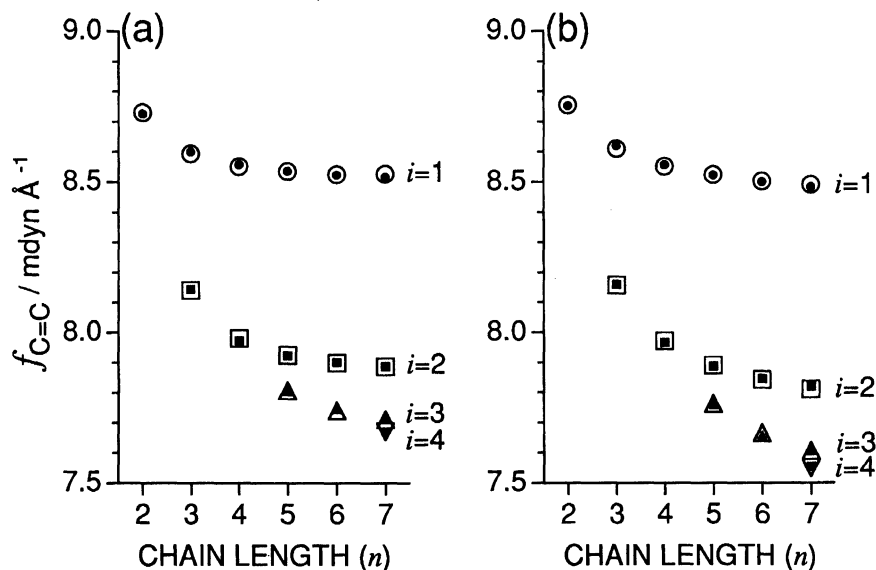 (a)
9.0
8.5
8.0
7.5
f C=C / mdyn Å -1
i=1
i=2
i=3
i=4
2 3 4 5 6 7
CHAIN LENGTH (n)
(b)
9.0
8.5
8.0
7.5
i=1
i=2
i=3
i=4
2 3 4 5 6 7
CHAIN LENGTH (n)